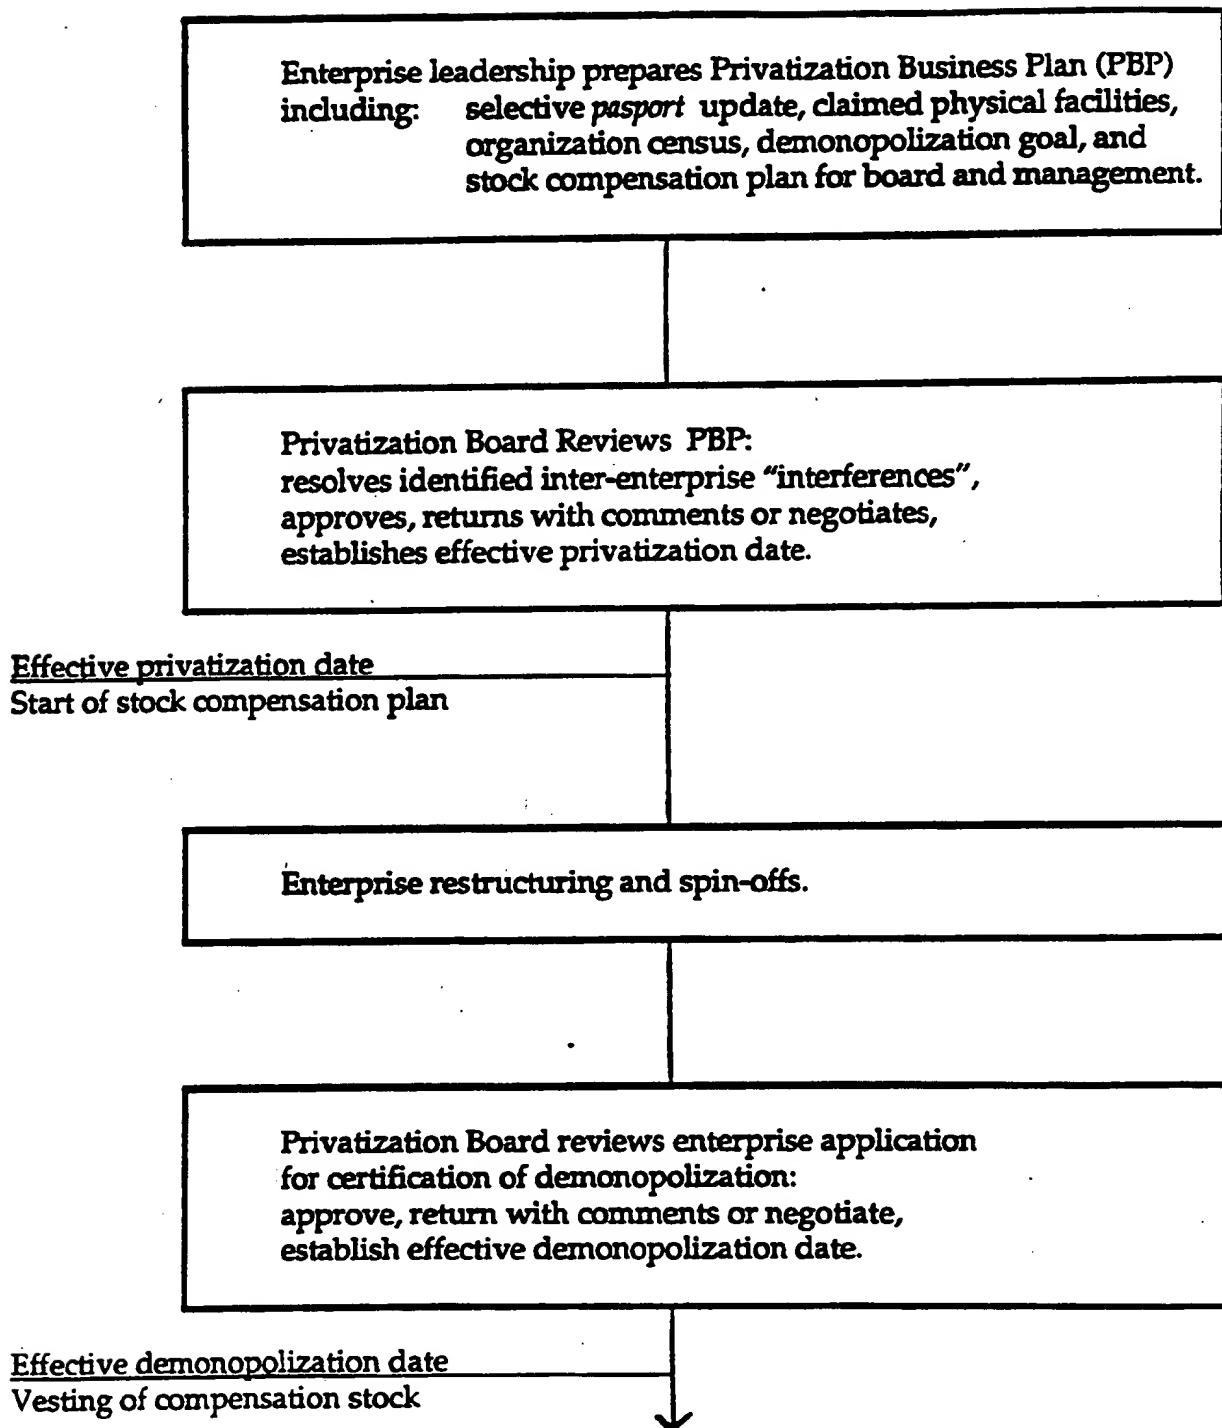 Enterprise leadership prepares Privatization Business Plan (PBP)
including: selective pasport update, claimed physical facilities,
organization census, demonopolization goal, and
stock compensation plan for board and management.
Privatization Board Reviews PBP:
resolves identified inter-enterprise "interferences",
approves, returns with comments or negotiates,
establishes effective privatization date.
Effective privatization date
Start of stock compensation plan
Enterprise restructuring and spin-offs.
Privatization Board reviews enterprise application
for certification of demonopolization:
approve, return with comments or negotiate,
establish effective demonopolization date.
Effective demonopolization date
Vesting of compensation stock